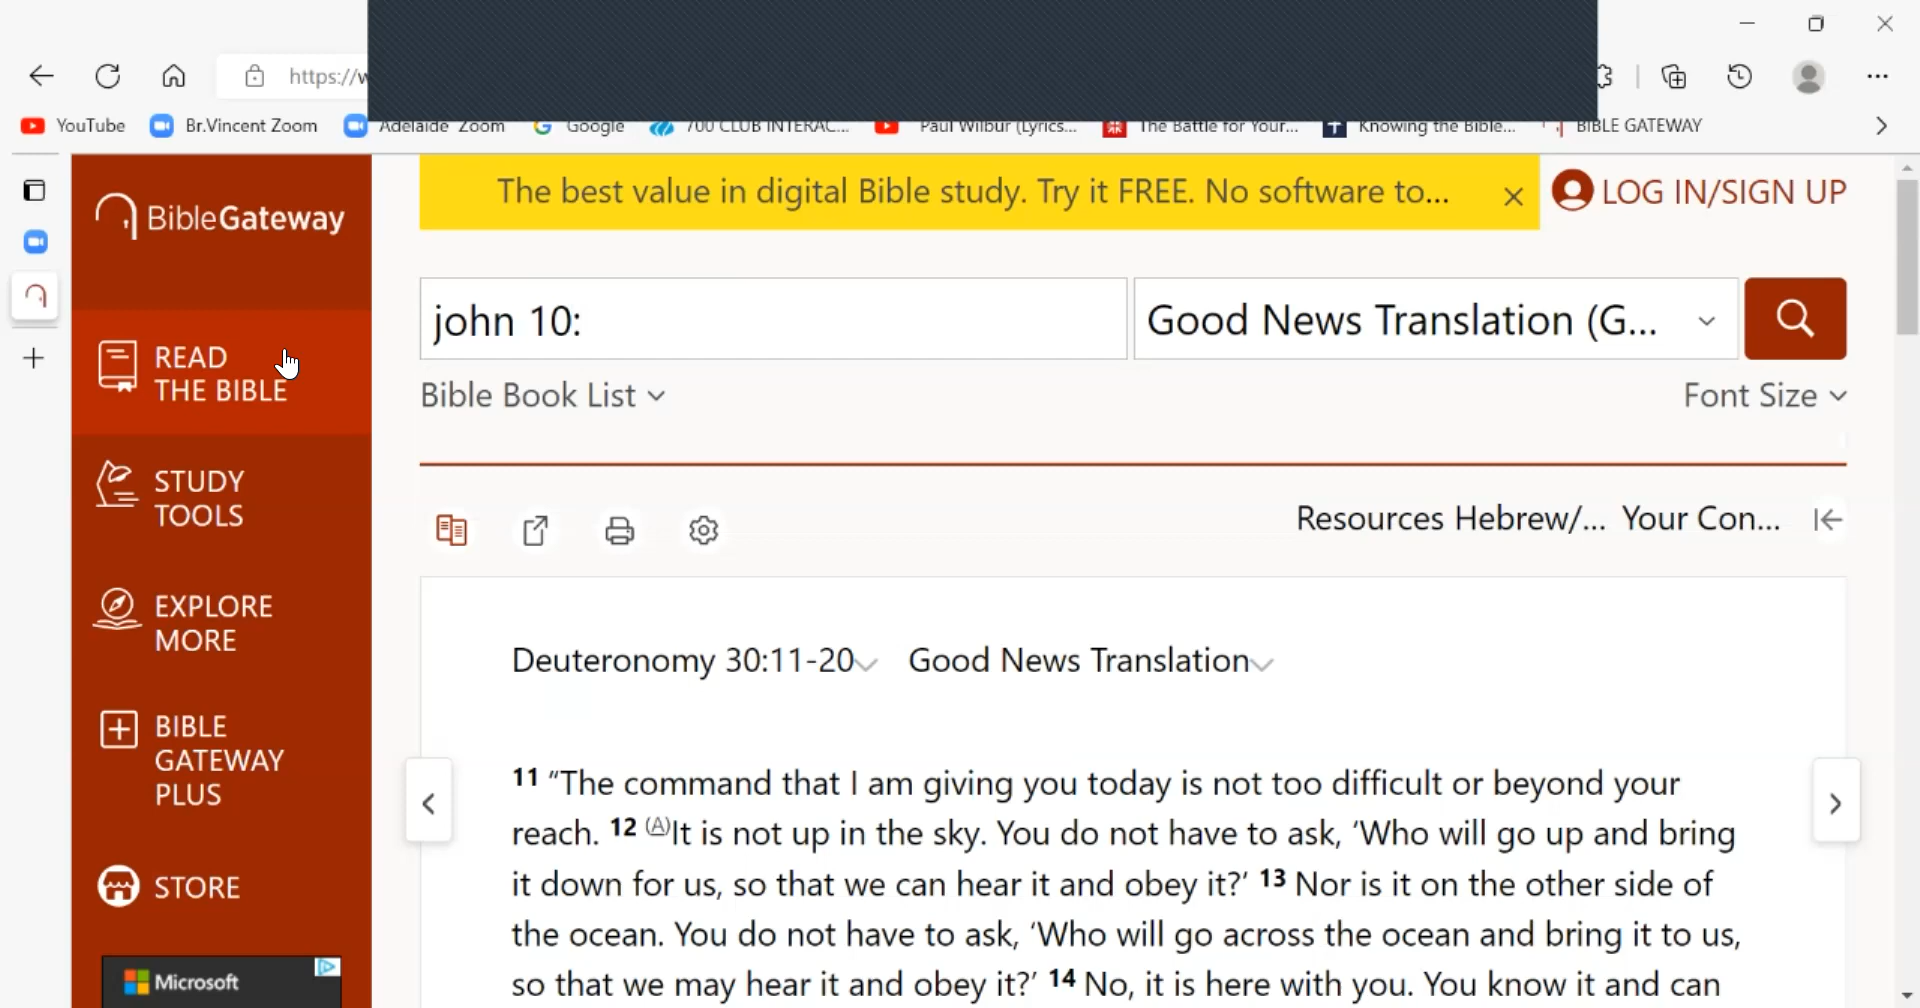 https://w
YouTube Br.Vincent Zoom Adelaide Zoom Google 700 CLUB INTERAC... Paul Wilbur (Lyrics... The Battle for Your... Knowing the Bible... BIBLE GATEWAY
BibleGateway
The best value in digital Bible study. Try it FREE. No software to...
LOG IN/SIGN UP
john 10:
Good News Translation (G...
READ
THE BIBLE
Bible Book List
Font Size
STUDY
TOOLS
Resources Hebrew/... Your Con...
EXPLORE
MORE
Deuteronomy 30:11-20 Good News Translation
BIBLE
GATEWAY
PLUS
11 “The command that I am giving you today is not too difficult or beyond your
reach. 12 (A)It is not up in the sky. You do not have to ask, ‘Who will go up and bring
it down for us, so that we can hear it and obey it?’ 13 Nor is it on the other side of
the ocean. You do not have to ask, ‘Who will go across the ocean and bring it to us,
so that we may hear it and obey it?’ 14 No, it is here with you. You know it and can
STORE
Microsoft